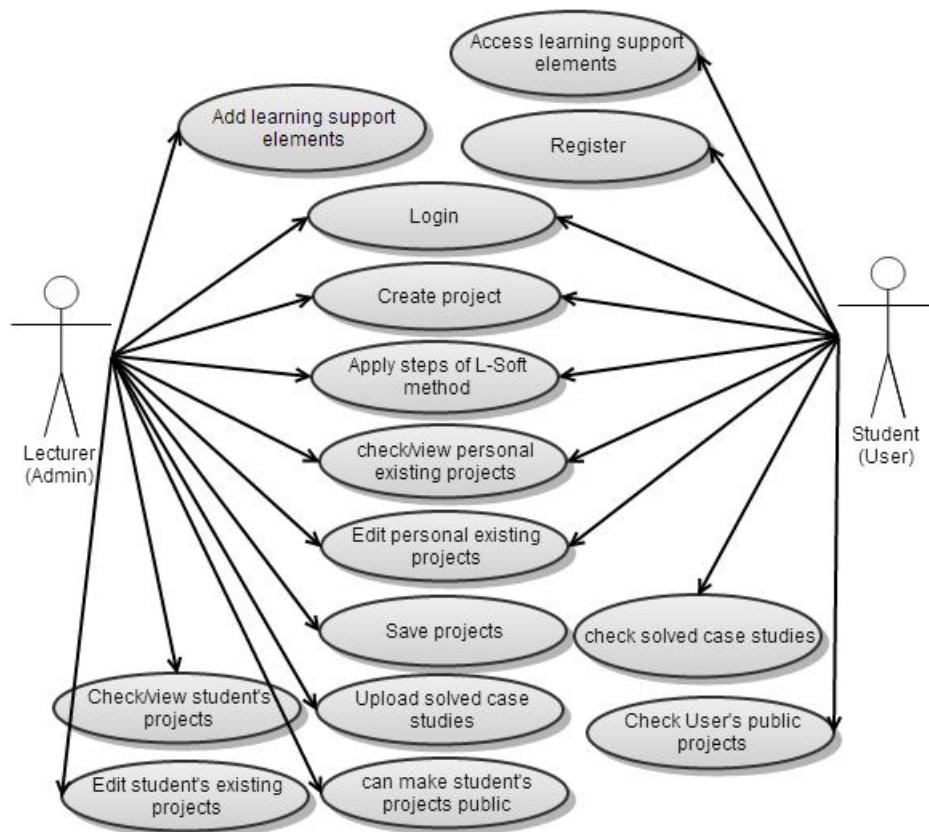 Access learning support
elements
Add learning support
elements
Register
Login
Create project
Apply steps of L-Soft
method
Lecturer
(Admin)
Student
(User)
check/view personal
existing projects
Edit personal existing
projects
Save projects
check solved case studies
Check/view student's
projects
Upload solved case
studies
Check User's public
projects
Edit student's existing
projects
can make student's
projects public